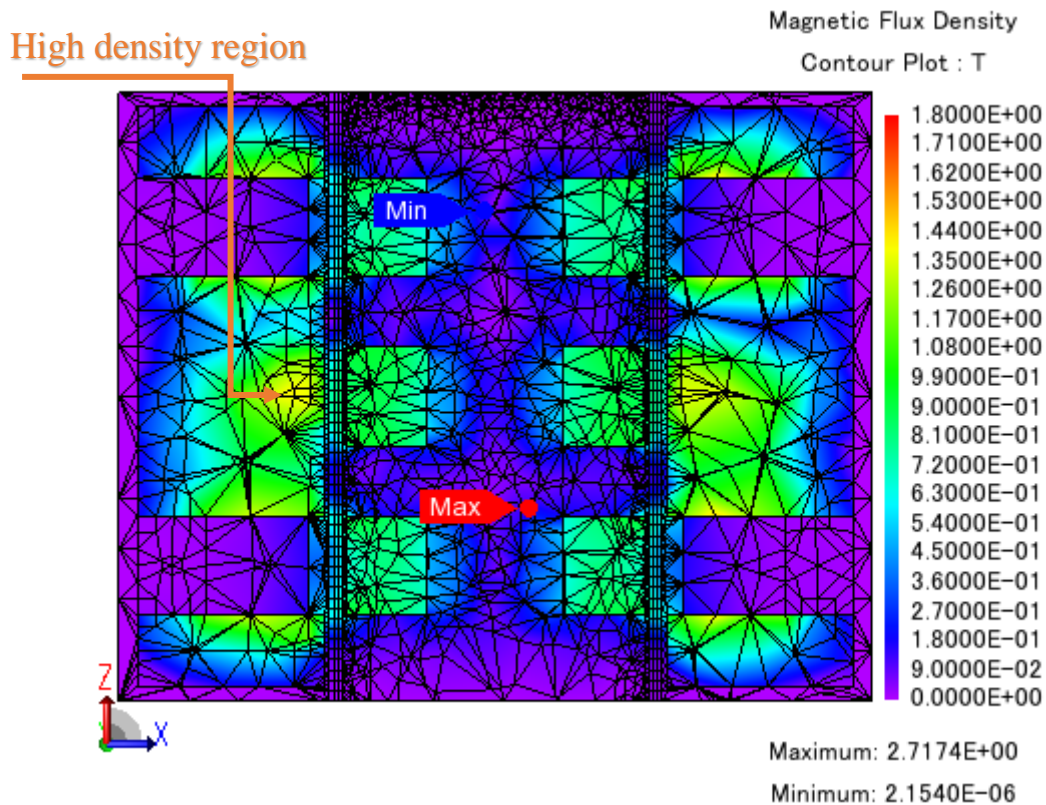 Magnetic Flux Density
Contour Plot : T
High density region
1.8000E+00
1.7100E+00
1.6200E+00
1.5300E+00
1.4400E+00
1.3500E+00
1.2600E+00
1.1700E+00
1.0800E+00
9.9000E-01
9.0000E-01
8.1000E-01
7.2000E-01
6.3000E-01
5.4000E-01
4.5000E-01
3.6000E-01
2.7000E-01
1.8000E-01
9.0000E-02
0.0000E+00
Min
Max
Z
X
Maximum: 2.7174E+00
Minimum: 2.1540E-06